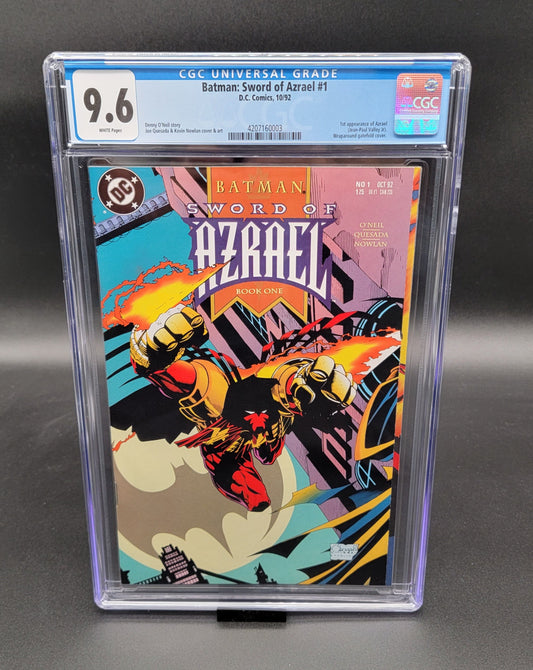 CGC UNIVERSAL GRADE
9.6
WHITE Pages
Batman: Sword of Azrael #1
D.C. Comics, 10/92
Denny O'Neil story
Joe Quesada & Kevin Nowlan cover & art
4207160003
1st appearance of Azrael
(Jean-Paul Valley Jr).
Wraparound gatefold cover.
CGC
DC
BATMAN
SWORD OF
AZRAEL
BOOK ONE
NO 1 OCT 92
O'NEIL
QUESADA
NOWLAN